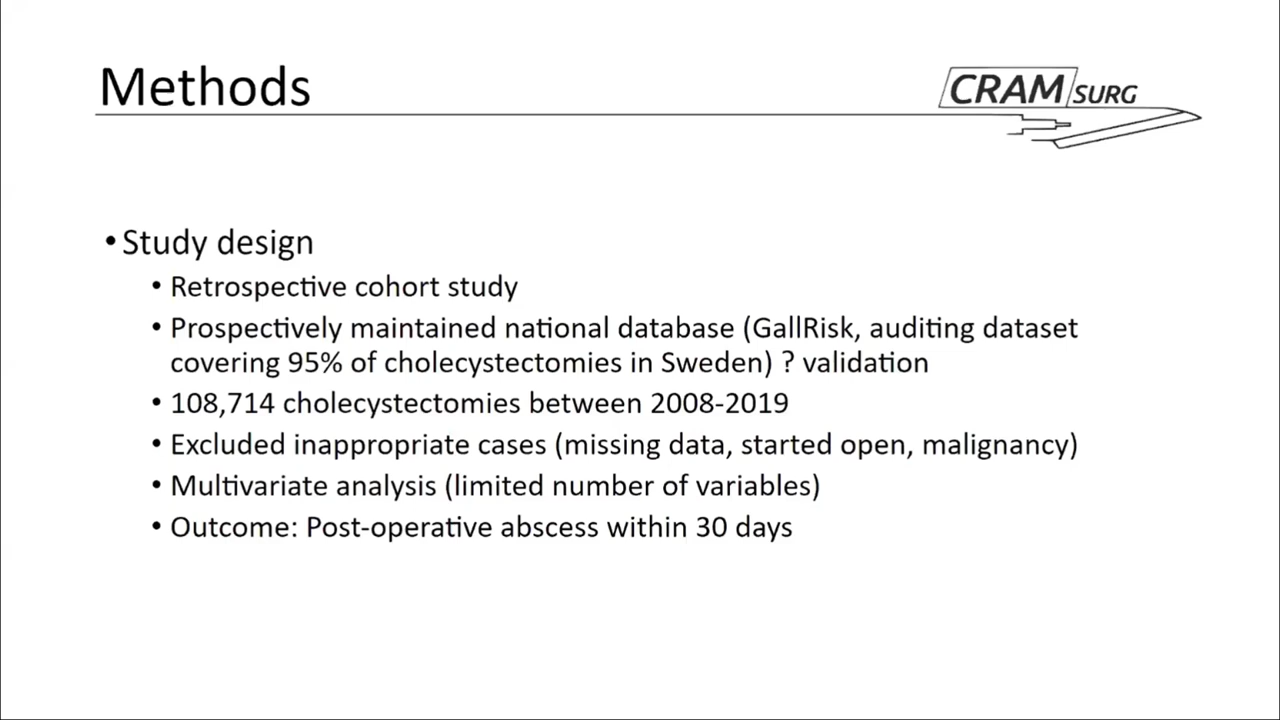 Methods
CRAM SURG
• Study design
• Retrospective cohort study
• Prospectively maintained national database (GallRisk, auditing dataset
covering 95% of cholecystectomies in Sweden) ? validation
• 108,714 cholecystectomies between 2008-2019
• Excluded inappropriate cases (missing data, started open, malignancy)
• Multivariate analysis (limited number of variables)
• Outcome: Post-operative abscess within 30 days